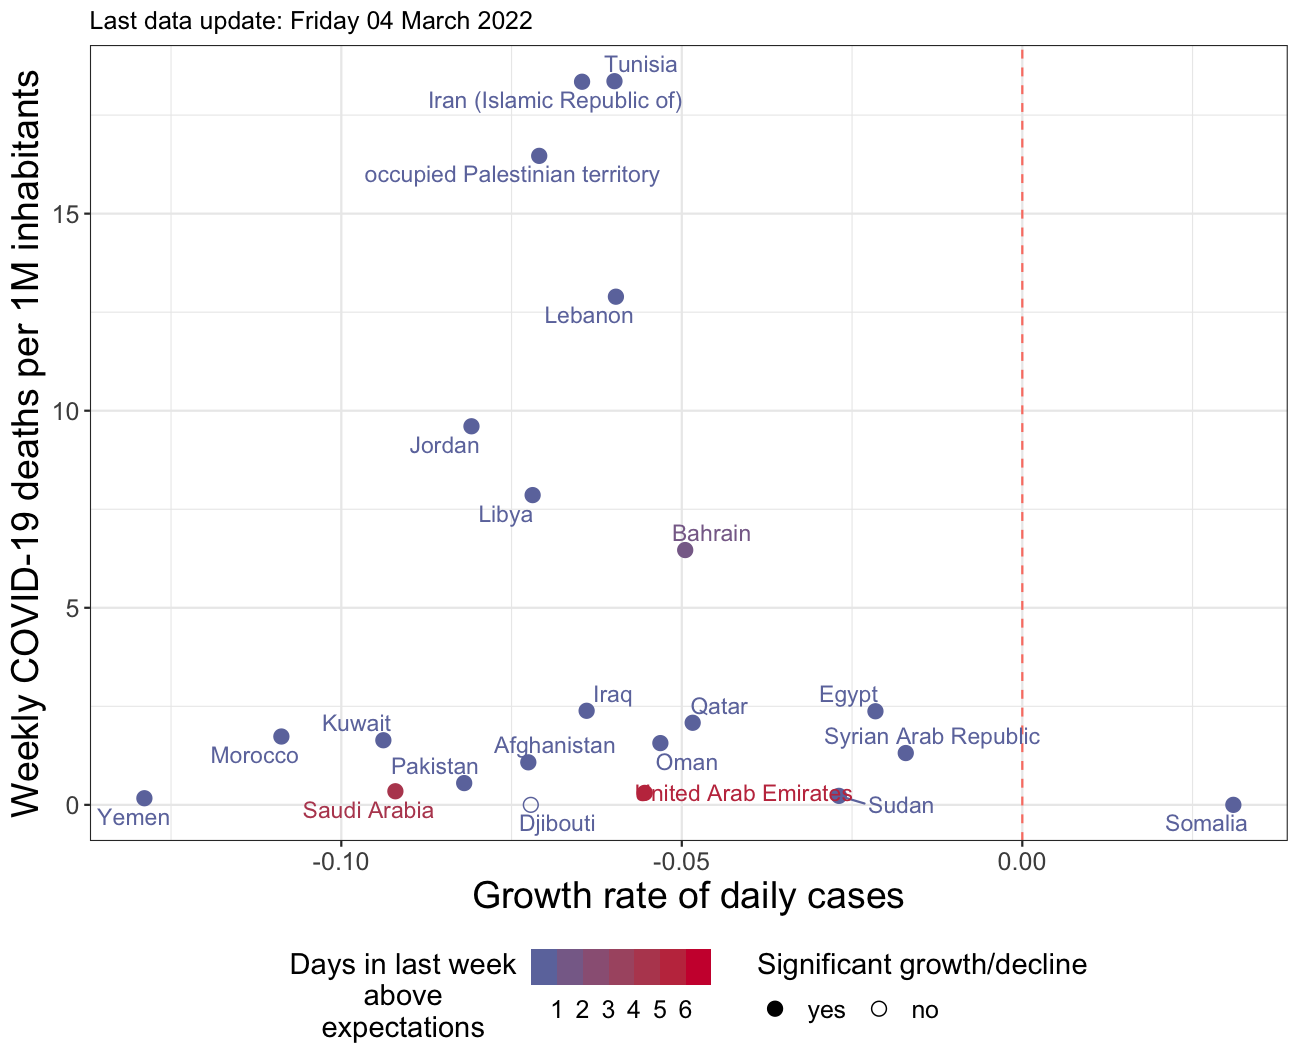 Last data update: Friday 04 March 2022
Weekly COVID-19 deaths per 1M inhabitants
15
10
5
0
Tunisia
Iran (Islamic Republic of)
occupied Palestinian territory
Lebanon
Jordan
Libya
Bahrain
Iraq
Egypt
Qatar
Kuwait
Syrian Arab Republic
Afghanistan
Morocco
Oman
Pakistan
United Arab Emirates
Sudan
Saudi Arabia
Yemen
Djibouti
Somalia
-0.10
-0.05
0.00
Growth rate of daily cases
Days in last week
above
expectations
1 2 3 4 5 6
Significant growth/decline
yes
no